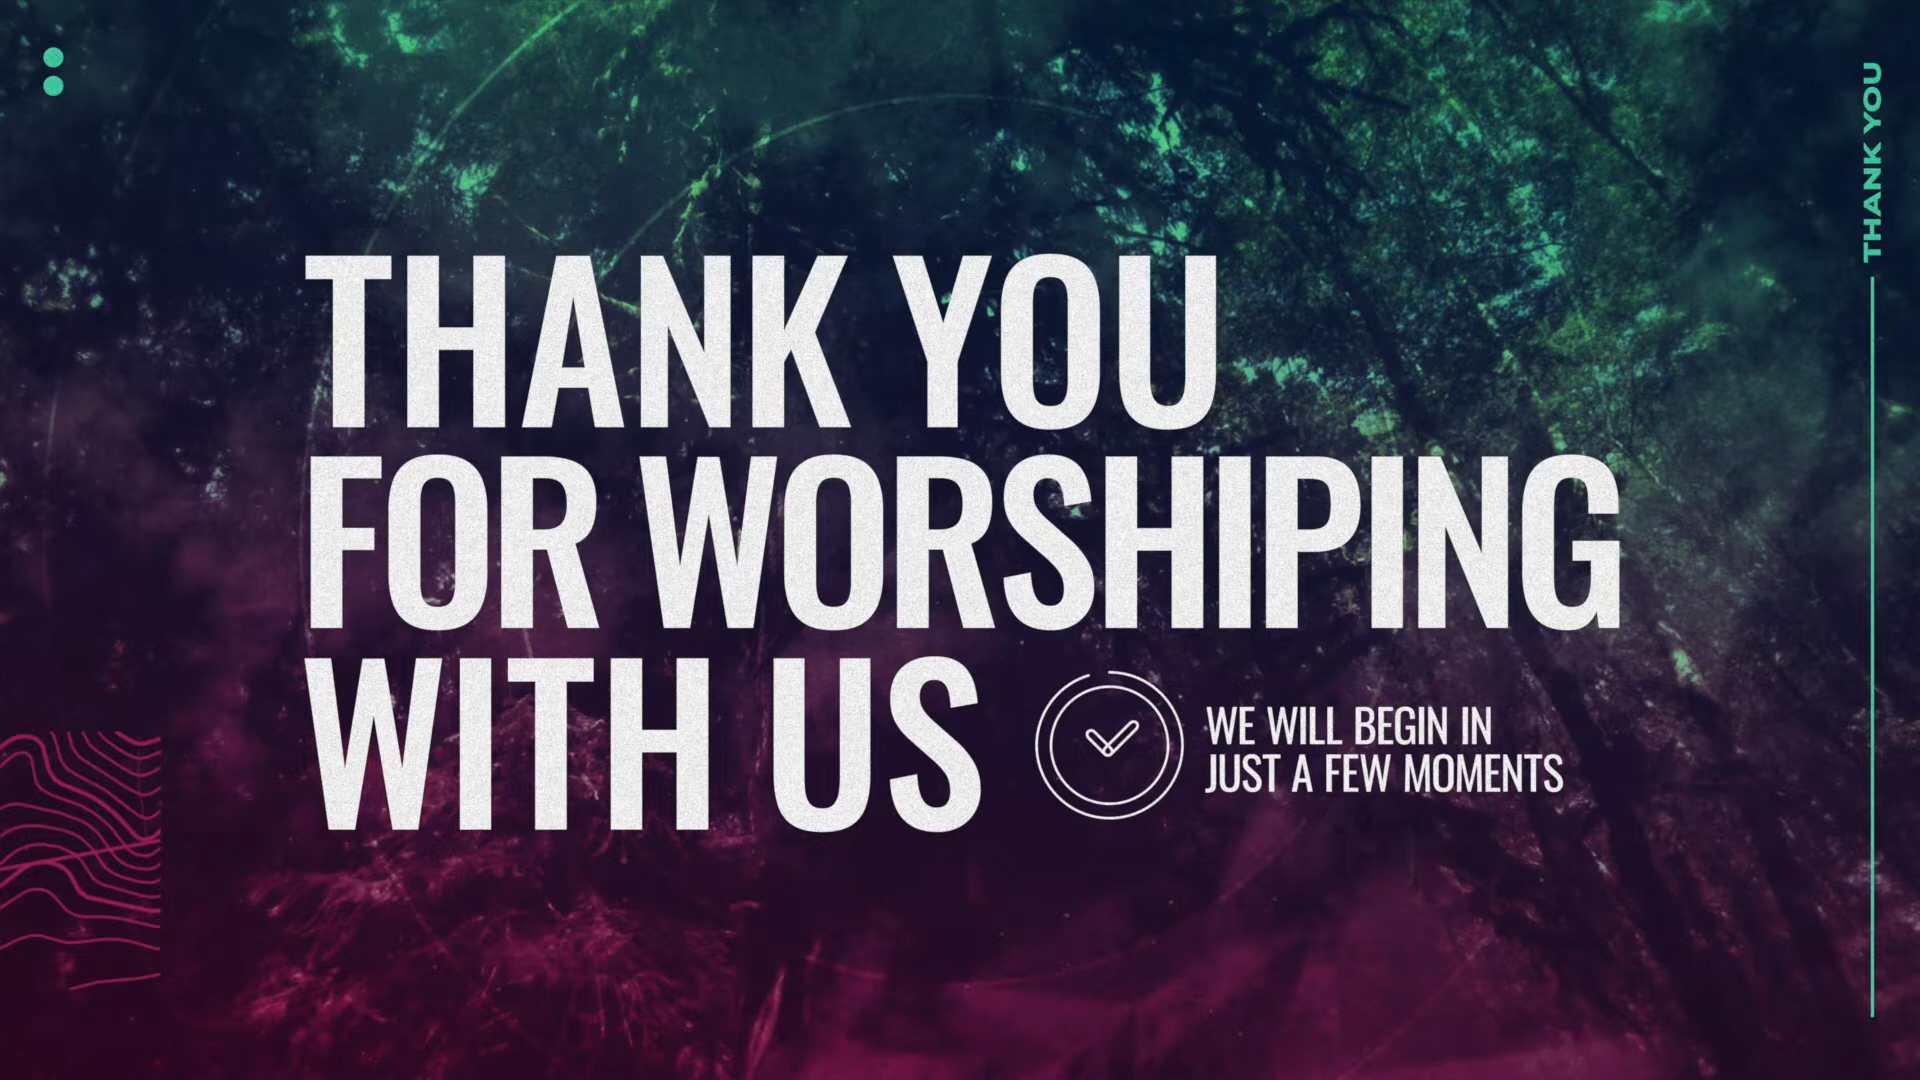 THANK YOU
FOR WORSHIPING
WITH US
WE WILL BEGIN IN
JUST A FEW MOMENTS
THANK YOU